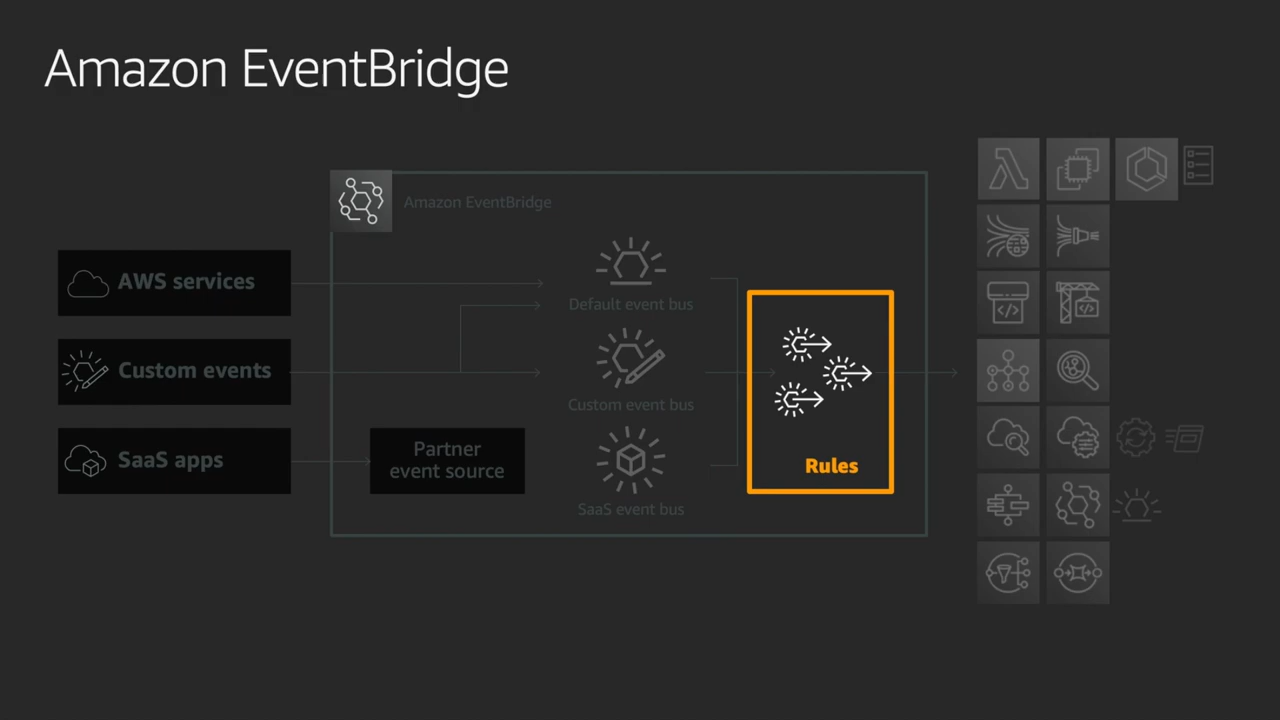 Amazon EventBridge
Amazon EventBridge
AWS services
Default event bus
Custom events
Custom event bus
SaaS apps
Partner
event source
SaaS event bus
Rules